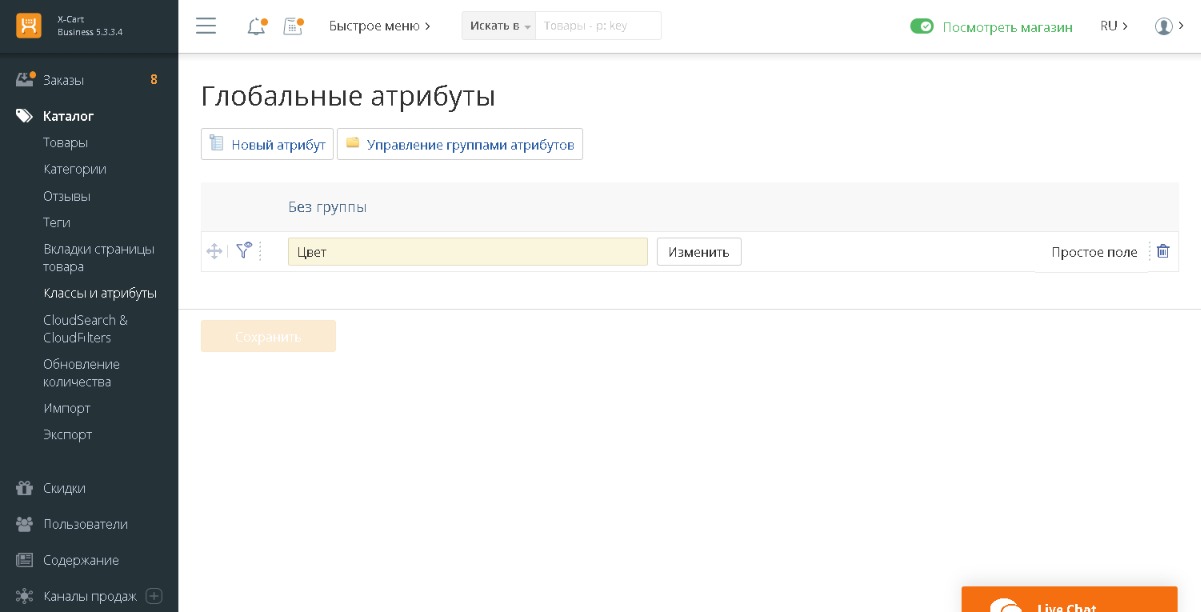 X-Cart
Business 5.3.3.4
Быстрое меню
Искать в
Товары - p: key
Посмотреть магазин
RU
Заказы
8
Каталог
Товары
Категории
Отзывы
Теги
Вкладки страницы
товара
Классы и атрибуты
CloudSearch &
CloudFilters
Обновление
количества
Импорт
Экспорт
Скидки
Пользователи
Содержание
Каналы продаж
Глобальные атрибуты
Новый атрибут
Управление группами атрибутов
Без группы
Цвет
Изменить
Простое поле
Сохранить
Live Chat